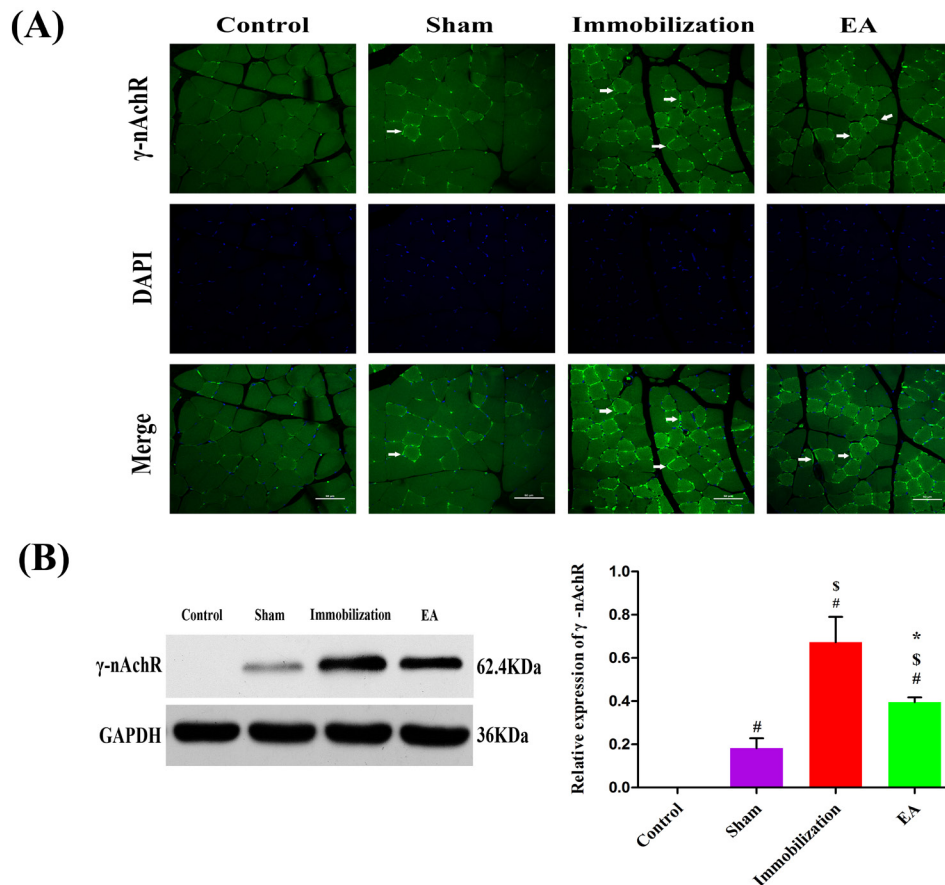 (A)
Control Sham Immobilization EA
γ-nAchR
DAPI
Merge
(B)
Control Sham Immobilization EA
γ-nAchR 62.4KDa
GAPDH 36KDa
Relative expression of γ -nAchR
1.0
0.8
0.6
0.4
0.2
0.0
#
$
#
*
$
#
Control
Sham
Immobilization
EA